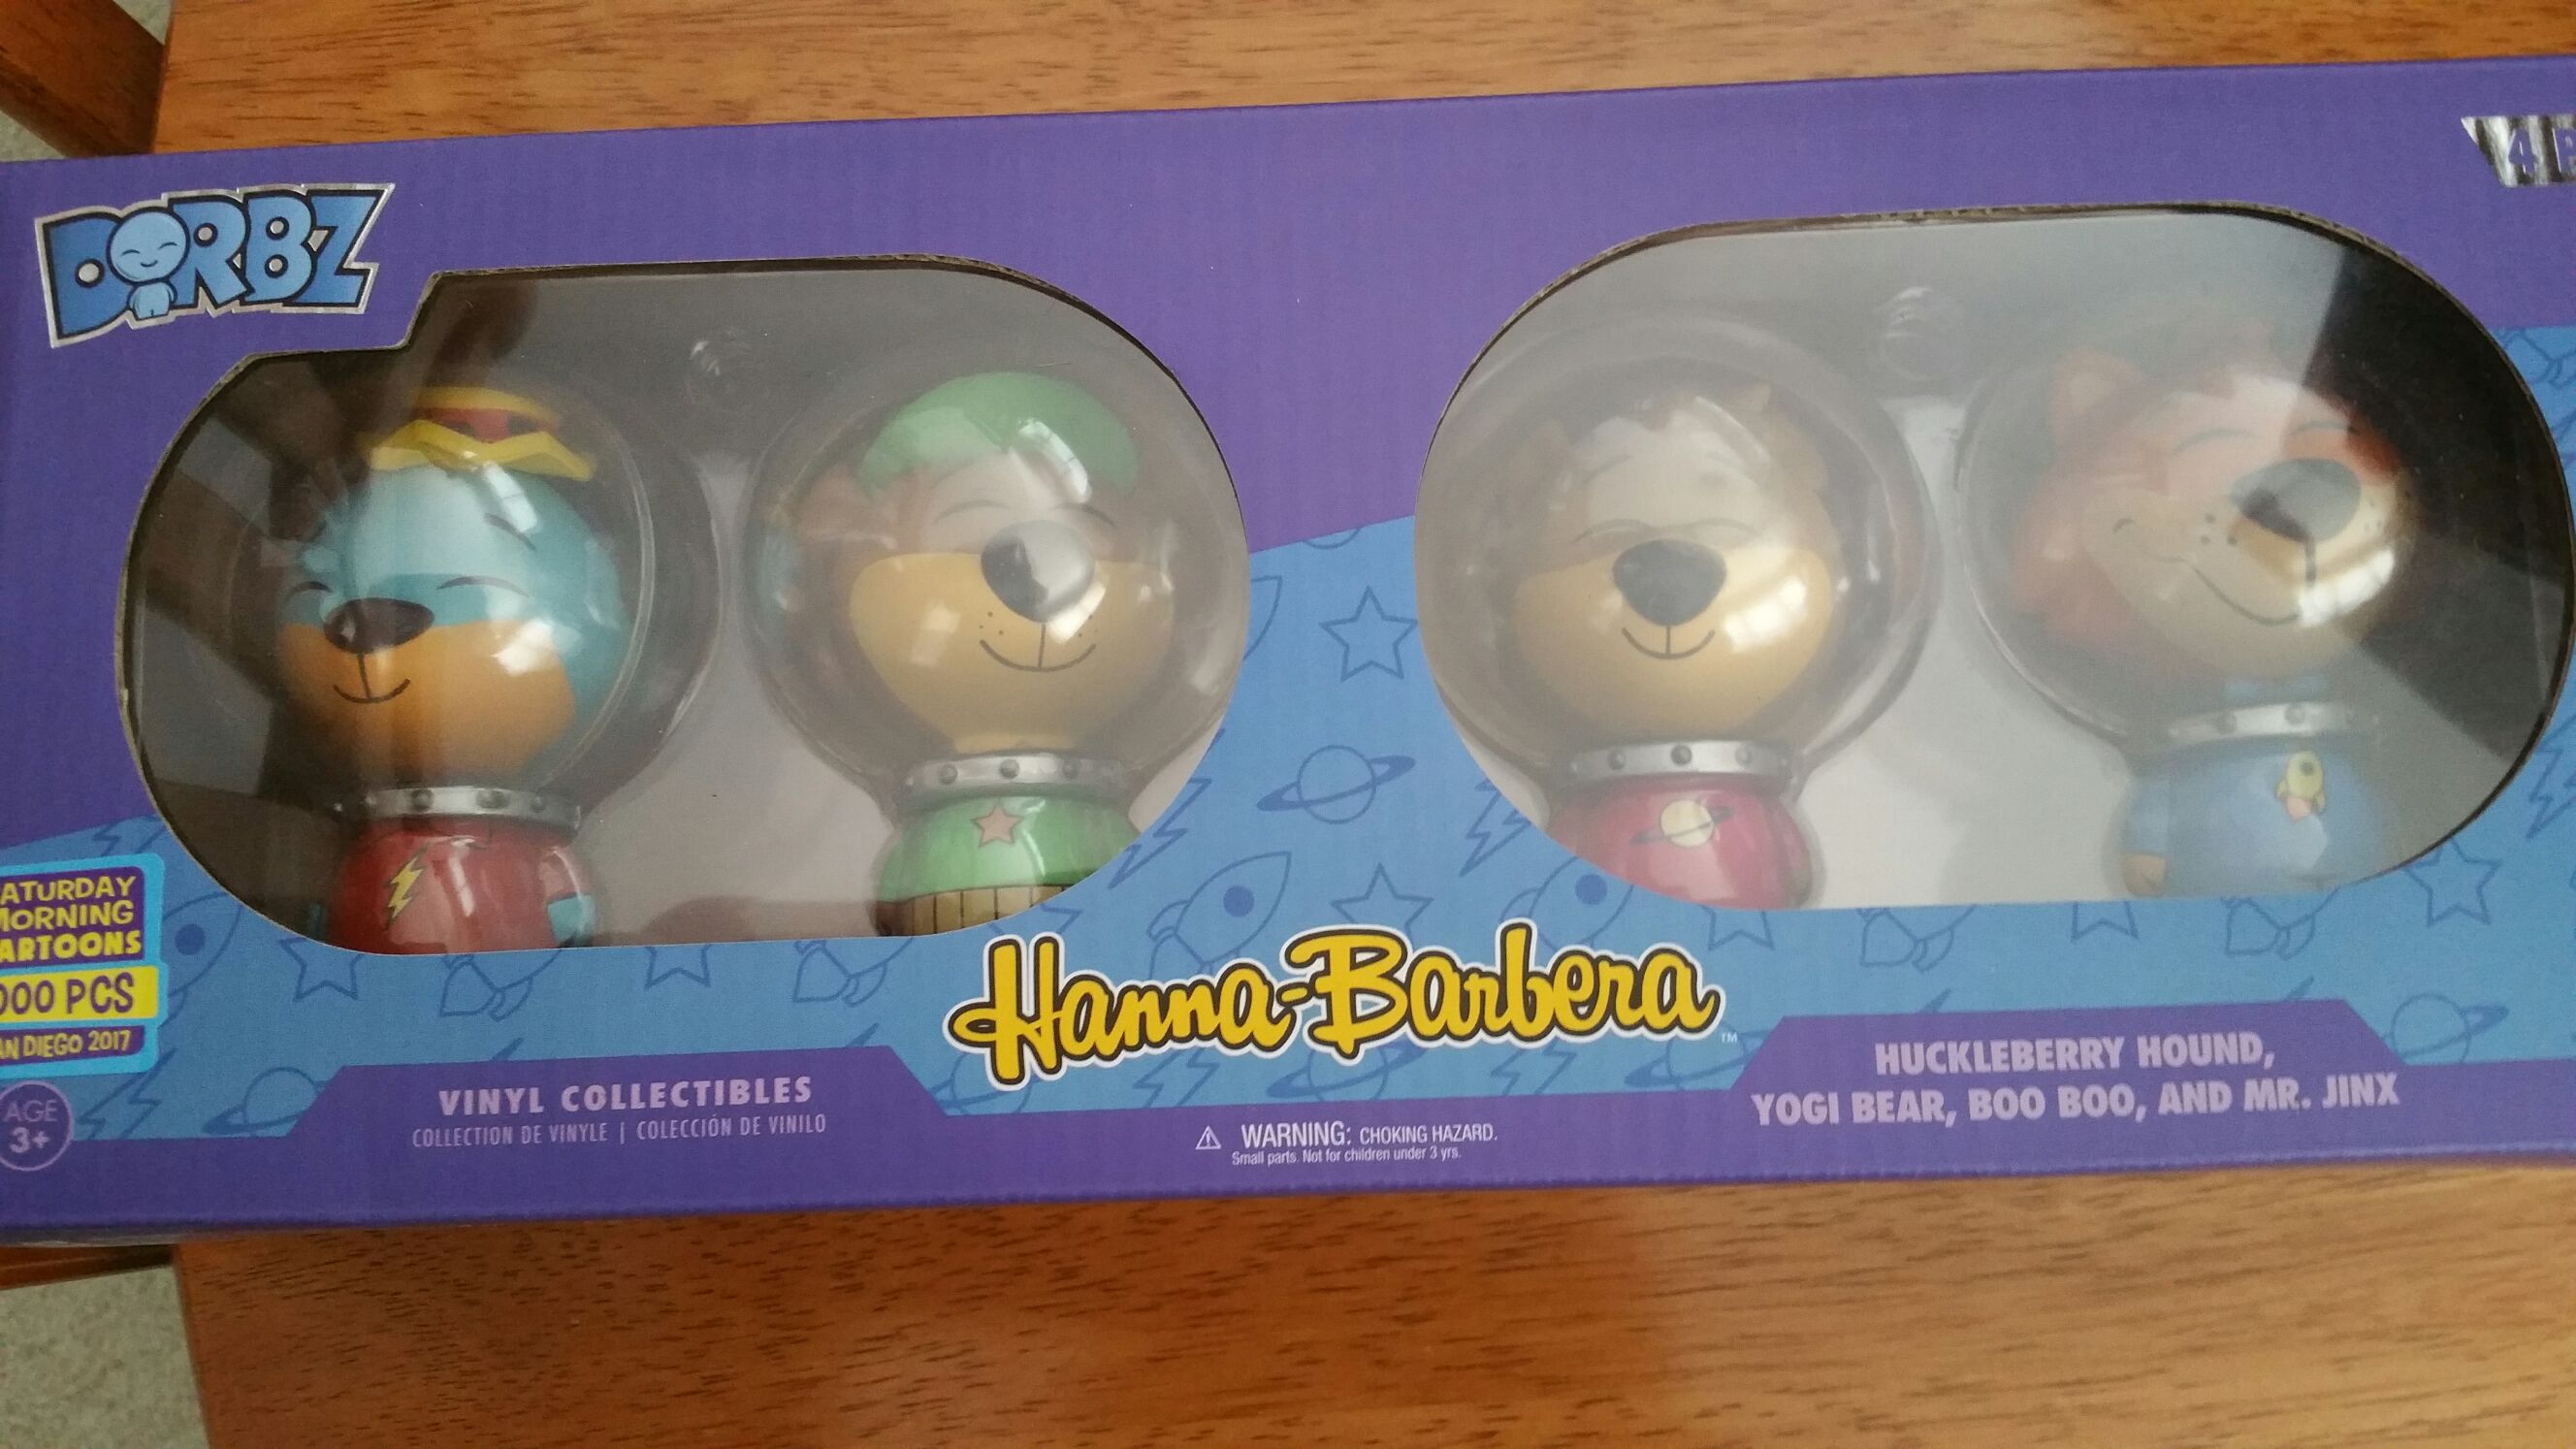 DORBZ
4
ATURDAY
MORNING
ARTOONS
000 PCS
AN DIEGO 2017
AGE
3+
VINYL COLLECTIBLES
COLLECTION DE VINYLE | COLECCIÓN DE VINILO
Hanna-Barbera™
WARNING: CHOKING HAZARD.
Small parts. Not for children under 3 yrs.
HUCKLEBERRY HOUND,
YOGI BEAR, BOO BOO, AND MR. JINX